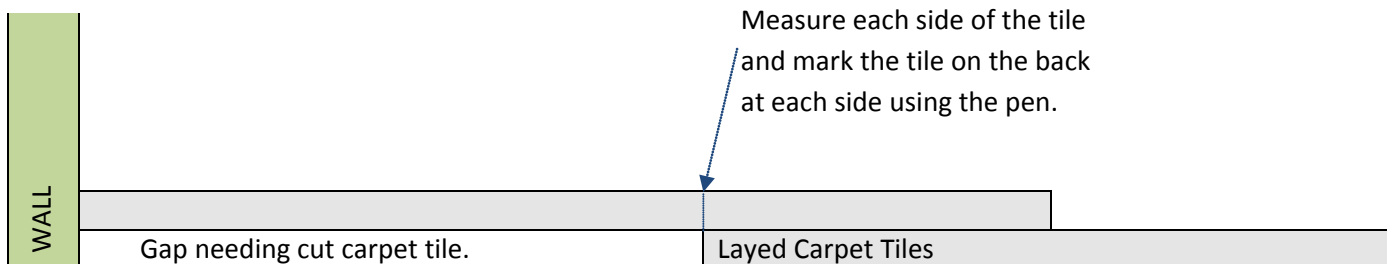 Measure each side of the tile
and mark the tile on the back
at each side using the pen.
WALL
Gap needing cut carpet tile.
Layed Carpet Tiles